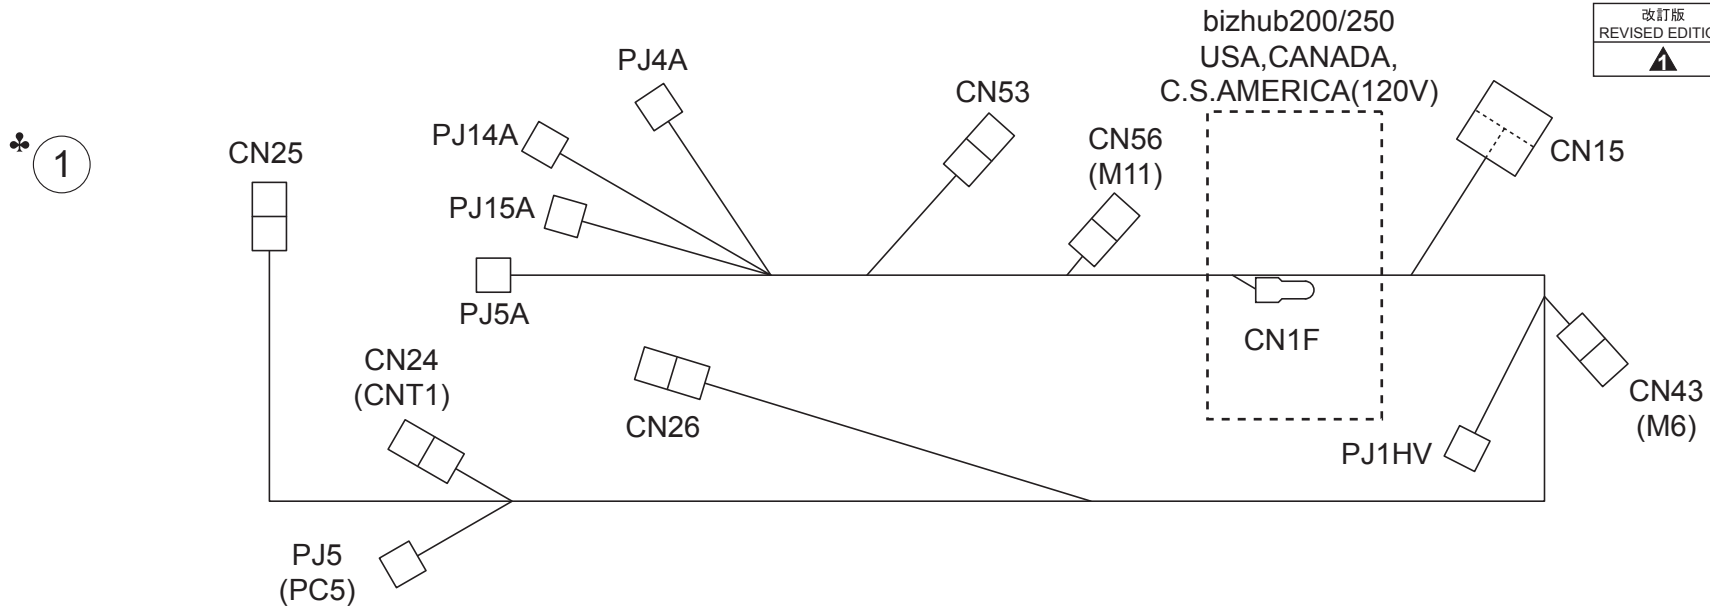 改訂版
REVISED EDITIO
1
bizhub200/250
USA,CANADA,
C.S.AMERICA(120V)
♣ 1
CN25
PJ4A
PJ14A
PJ15A
PJ5A
CN53
CN56
(M11)
CN15
CN1F
CN24
(CNT1)
CN26
CN43
(M6)
PJ1HV
PJ5
(PC5)